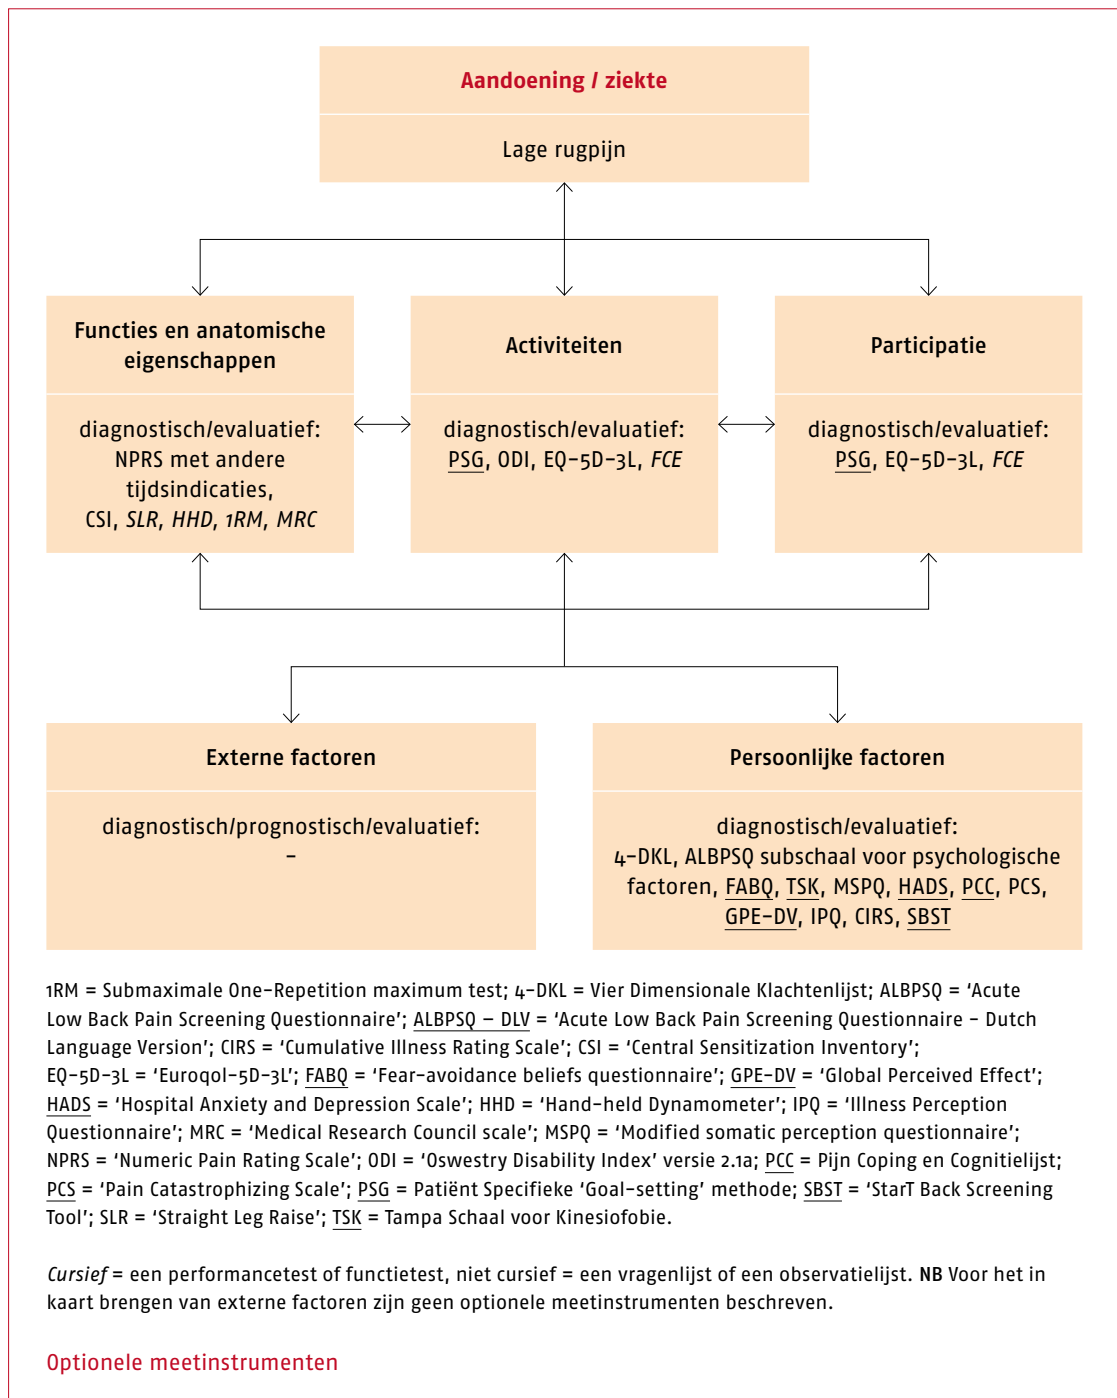 Aandoening / ziekte
Lage rugpijn
Functies en anatomische
eigenschappen
diagnostisch/evaluatief:
NPRS met andere
tijdsindicaties,
CSI, SLR, HHD, 1RM, MRC
Activiteiten
diagnostisch/evaluatief:
PSG, ODI, EQ-5D-3L, FCE
Participatie
diagnostisch/evaluatief:
PSG, EQ-5D-3L, FCE
Externe factoren
diagnostisch/prognostisch/evaluatief:
–
Persoonlijke factoren
diagnostisch/evaluatief:
4-DKL, ALBPSQ subschaal voor psychologische
factoren, FABQ, TSK, MSPQ, HADS, PCC, PCS,
GPE-DV, IPQ, CIRS, SBST
1RM = Submaximale One-Repetition maximum test; 4-DKL = Vier Dimensionale Klachtenlijst; ALBPSQ = ‘Acute
Low Back Pain Screening Questionnaire’; ALBPSQ – DLV = ‘Acute Low Back Pain Screening Questionnaire – Dutch
Language Version’; CIRS = ‘Cumulative Illness Rating Scale’; CSI = ‘Central Sensitization Inventory’;
EQ-5D-3L = ‘Euroqol-5D-3L’; FABQ = ‘Fear-avoidance beliefs questionnaire’; GPE-DV = ‘Global Perceived Effect’;
HADS = ‘Hospital Anxiety and Depression Scale’; HHD = ‘Hand-held Dynamometer’; IPQ = ‘Illness Perception
Questionnaire’; MRC = ‘Medical Research Council scale’; MSPQ = ‘Modified somatic perception questionnaire’;
NPRS = ‘Numeric Pain Rating Scale’; ODI = ‘Oswestry Disability Index’ versie 2.1a; PCC = Pijn Coping en Cognitielijst;
PCS = ‘Pain Catastrophizing Scale’; PSG = Patiënt Specifieke ‘Goal-setting’ methode; SBST = ‘StarT Back Screening
Tool’; SLR = ‘Straight Leg Raise’; TSK = Tampa Schaal voor Kinesiofobie.
Cursief = een performancetest of functietest, niet cursief = een vragenlijst of een observatielijst. NB Voor het in
kaart brengen van externe factoren zijn geen optionele meetinstrumenten beschreven.
Optionele meetinstrumenten